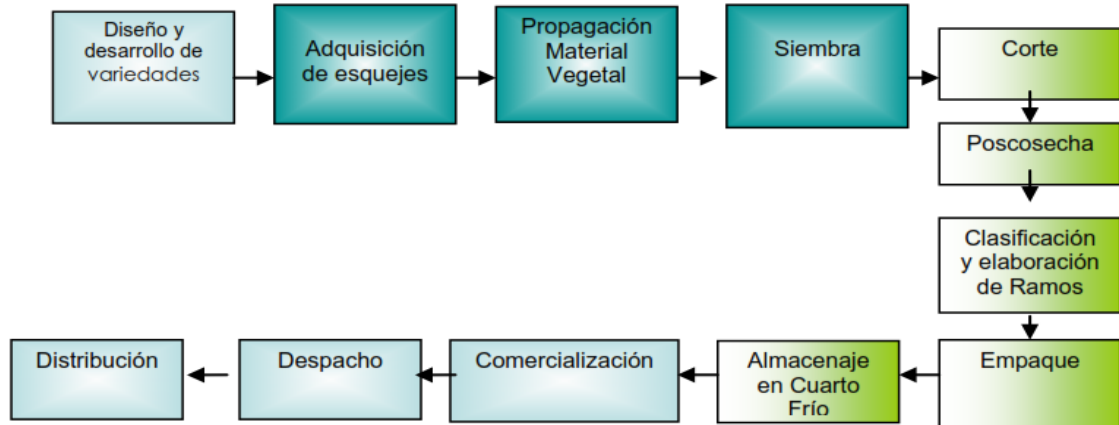 Diseño y
desarrollo de
variedades
Adquisición
de esquejes
Propagación
Material
Vegetal
Siembra
Corte
Poscosecha
Clasificación
y elaboración
de Ramos
Empaque
Almacenaje
en Cuarto
Frío
Comercialización
Despacho
Distribución